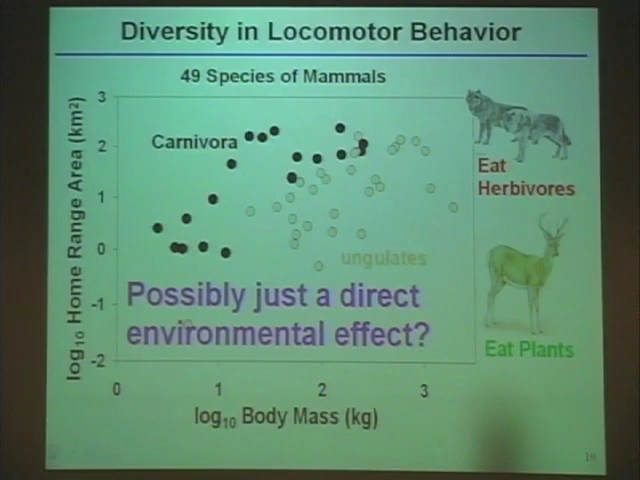 Diversity in Locomotor Behavior
49 Species of Mammals
log10 Home Range Area (km²)
3
2
1
0
-1
-2
Carnivora
ungulates
Possibly just a direct
environmental effect?
0 1 2 3
log10 Body Mass (kg)
Eat
Herbivores
Eat Plants